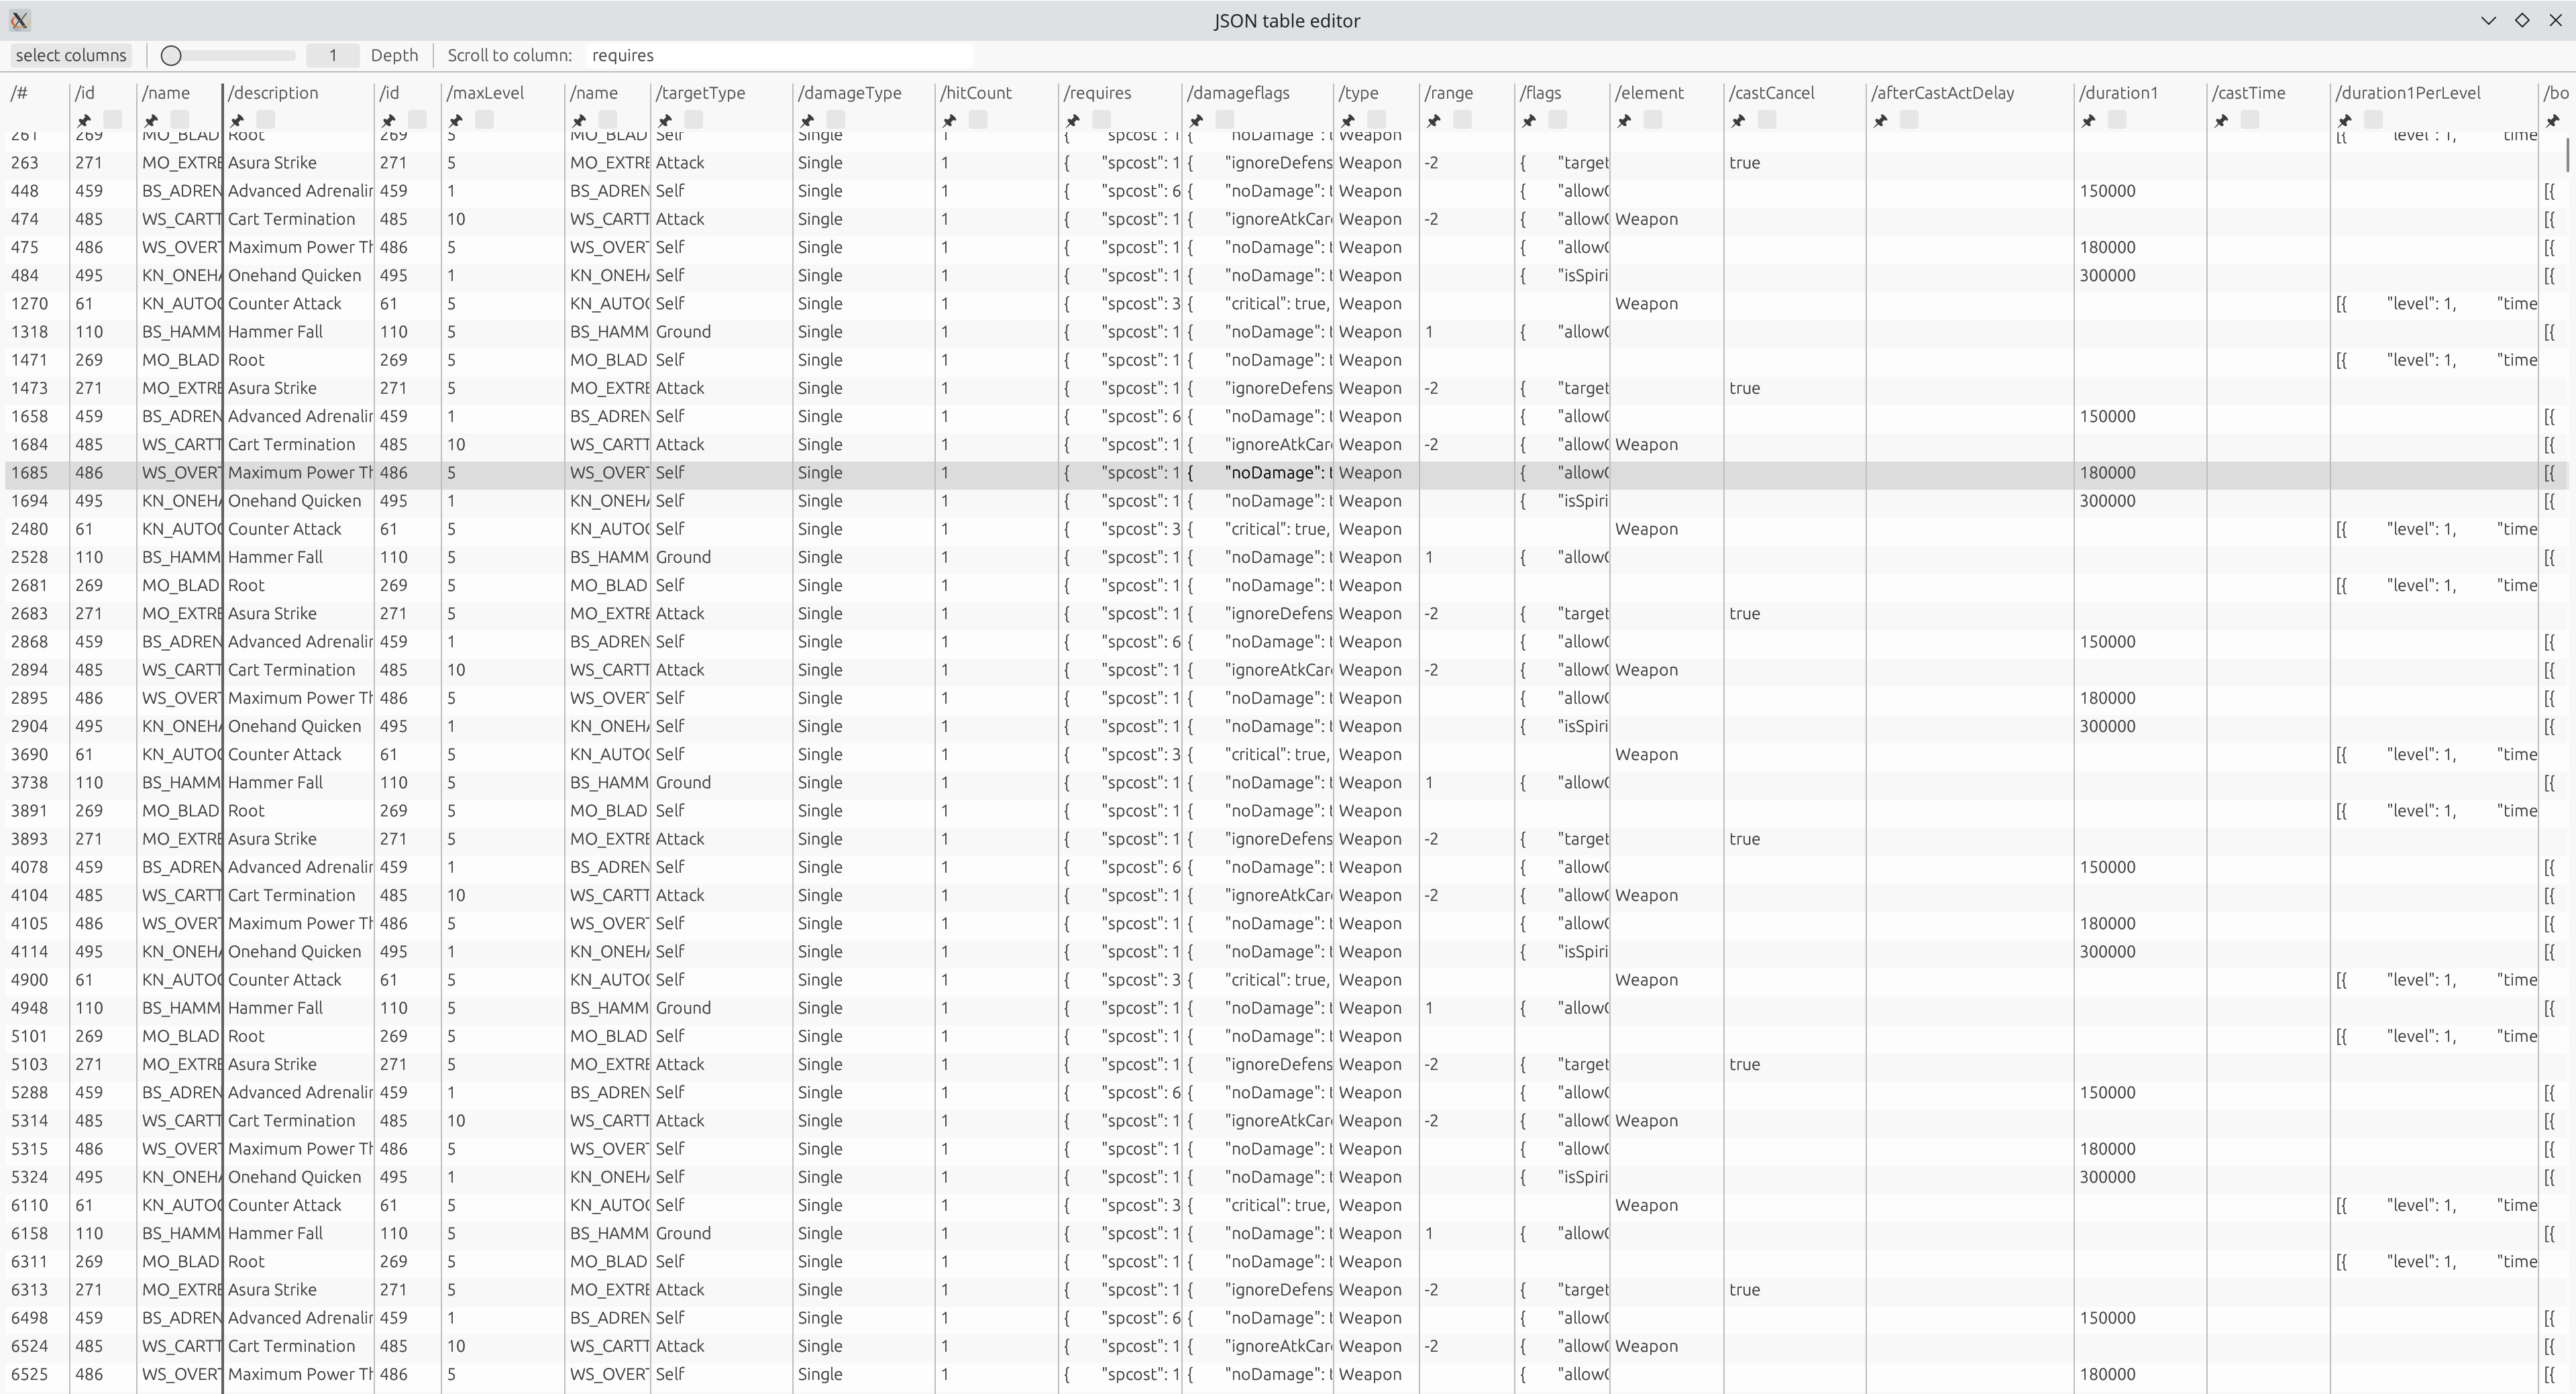 JSON table editor
select columns 1 Depth Scroll to column: requires
/# /id /name /description /id /maxLevel /name /targetType /damageType /hitCount /requires /damageflags /type /range /flags /element /castCancel /afterCastActDelay /duration1 /castTime /duration1PerLevel /bo
261 269 MO_BLAD Root 269 5 MO_BLAD Self Single 1 { "spcost": 1 { "noDamage": t Weapon [{ "level": 1, "time
263 271 MO_EXTRE Asura Strike 271 5 MO_EXTRE Attack Single 1 { "spcost": 1 { "ignoreDefens Weapon -2 { "target true
448 459 BS_ADREN Advanced Adrenalin 459 1 BS_ADREN Self Single 1 { "spcost": 6 { "noDamage": t Weapon { "allowC 150000 [{
474 485 WS_CARTT Cart Termination 485 10 WS_CARTT Attack Single 1 { "spcost": 1 { "ignoreAtkCar Weapon -2 { "allowC Weapon [{
475 486 WS_OVERT Maximum Power Th 486 5 WS_OVERT Self Single 1 { "spcost": 1 { "noDamage": t Weapon { "allowC 180000 [{
484 495 KN_ONEHA Onehand Quicken 495 1 KN_ONEHA Self Single 1 { "spcost": 1 { "noDamage": t Weapon { "isSpiri 300000 [{
1270 61 KN_AUTOC Counter Attack 61 5 KN_AUTOC Self Single 1 { "spcost": 3 { "critical": true, Weapon Weapon [{ "level": 1, "time
1318 110 BS_HAMM Hammer Fall 110 5 BS_HAMM Ground Single 1 { "spcost": 1 { "noDamage": t Weapon 1 { "allowC [{
1471 269 MO_BLAD Root 269 5 MO_BLAD Self Single 1 { "spcost": 1 { "noDamage": t Weapon [{ "level": 1, "time
1473 271 MO_EXTRE Asura Strike 271 5 MO_EXTRE Attack Single 1 { "spcost": 1 { "ignoreDefens Weapon -2 { "target true
1658 459 BS_ADREN Advanced Adrenalin 459 1 BS_ADREN Self Single 1 { "spcost": 6 { "noDamage": t Weapon { "allowC 150000 [{
1684 485 WS_CARTT Cart Termination 485 10 WS_CARTT Attack Single 1 { "spcost": 1 { "ignoreAtkCar Weapon -2 { "allowC Weapon [{
1685 486 WS_OVERT Maximum Power Th 486 5 WS_OVERT Self Single 1 { "spcost": 1 { "noDamage": t Weapon { "allowC 180000 [{
1694 495 KN_ONEHA Onehand Quicken 495 1 KN_ONEHA Self Single 1 { "spcost": 1 { "noDamage": t Weapon { "isSpiri 300000 [{
2480 61 KN_AUTOC Counter Attack 61 5 KN_AUTOC Self Single 1 { "spcost": 3 { "critical": true, Weapon Weapon [{ "level": 1, "time
2528 110 BS_HAMM Hammer Fall 110 5 BS_HAMM Ground Single 1 { "spcost": 1 { "noDamage": t Weapon 1 { "allowC [{
2681 269 MO_BLAD Root 269 5 MO_BLAD Self Single 1 { "spcost": 1 { "noDamage": t Weapon [{ "level": 1, "time
2683 271 MO_EXTRE Asura Strike 271 5 MO_EXTRE Attack Single 1 { "spcost": 1 { "ignoreDefens Weapon -2 { "target true
2868 459 BS_ADREN Advanced Adrenalin 459 1 BS_ADREN Self Single 1 { "spcost": 6 { "noDamage": t Weapon { "allowC 150000 [{
2894 485 WS_CARTT Cart Termination 485 10 WS_CARTT Attack Single 1 { "spcost": 1 { "ignoreAtkCar Weapon -2 { "allowC Weapon [{
2895 486 WS_OVERT Maximum Power Th 486 5 WS_OVERT Self Single 1 { "spcost": 1 { "noDamage": t Weapon { "allowC 180000 [{
2904 495 KN_ONEHA Onehand Quicken 495 1 KN_ONEHA Self Single 1 { "spcost": 1 { "noDamage": t Weapon { "isSpiri 300000 [{
3690 61 KN_AUTOC Counter Attack 61 5 KN_AUTOC Self Single 1 { "spcost": 3 { "critical": true, Weapon Weapon [{ "level": 1, "time
3738 110 BS_HAMM Hammer Fall 110 5 BS_HAMM Ground Single 1 { "spcost": 1 { "noDamage": t Weapon 1 { "allowC [{
3891 269 MO_BLAD Root 269 5 MO_BLAD Self Single 1 { "spcost": 1 { "noDamage": t Weapon [{ "level": 1, "time
3893 271 MO_EXTRE Asura Strike 271 5 MO_EXTRE Attack Single 1 { "spcost": 1 { "ignoreDefens Weapon -2 { "target true
4078 459 BS_ADREN Advanced Adrenalin 459 1 BS_ADREN Self Single 1 { "spcost": 6 { "noDamage": t Weapon { "allowC 150000 [{
4104 485 WS_CARTT Cart Termination 485 10 WS_CARTT Attack Single 1 { "spcost": 1 { "ignoreAtkCar Weapon -2 { "allowC Weapon [{
4105 486 WS_OVERT Maximum Power Th 486 5 WS_OVERT Self Single 1 { "spcost": 1 { "noDamage": t Weapon { "allowC 180000 [{
4114 495 KN_ONEHA Onehand Quicken 495 1 KN_ONEHA Self Single 1 { "spcost": 1 { "noDamage": t Weapon { "isSpiri 300000 [{
4900 61 KN_AUTOC Counter Attack 61 5 KN_AUTOC Self Single 1 { "spcost": 3 { "critical": true, Weapon Weapon [{ "level": 1, "time
4948 110 BS_HAMM Hammer Fall 110 5 BS_HAMM Ground Single 1 { "spcost": 1 { "noDamage": t Weapon 1 { "allowC [{
5101 269 MO_BLAD Root 269 5 MO_BLAD Self Single 1 { "spcost": 1 { "noDamage": t Weapon [{ "level": 1, "time
5103 271 MO_EXTRE Asura Strike 271 5 MO_EXTRE Attack Single 1 { "spcost": 1 { "ignoreDefens Weapon -2 { "target true
5288 459 BS_ADREN Advanced Adrenalin 459 1 BS_ADREN Self Single 1 { "spcost": 6 { "noDamage": t Weapon { "allowC 150000 [{
5314 485 WS_CARTT Cart Termination 485 10 WS_CARTT Attack Single 1 { "spcost": 1 { "ignoreAtkCar Weapon -2 { "allowC Weapon [{
5315 486 WS_OVERT Maximum Power Th 486 5 WS_OVERT Self Single 1 { "spcost": 1 { "noDamage": t Weapon { "allowC 180000 [{
5324 495 KN_ONEHA Onehand Quicken 495 1 KN_ONEHA Self Single 1 { "spcost": 1 { "noDamage": t Weapon { "isSpiri 300000 [{
6110 61 KN_AUTOC Counter Attack 61 5 KN_AUTOC Self Single 1 { "spcost": 3 { "critical": true, Weapon Weapon [{ "level": 1, "time
6158 110 BS_HAMM Hammer Fall 110 5 BS_HAMM Ground Single 1 { "spcost": 1 { "noDamage": t Weapon 1 { "allowC [{
6311 269 MO_BLAD Root 269 5 MO_BLAD Self Single 1 { "spcost": 1 { "noDamage": t Weapon [{ "level": 1, "time
6313 271 MO_EXTRE Asura Strike 271 5 MO_EXTRE Attack Single 1 { "spcost": 1 { "ignoreDefens Weapon -2 { "target true
6498 459 BS_ADREN Advanced Adrenalin 459 1 BS_ADREN Self Single 1 { "spcost": 6 { "noDamage": t Weapon { "allowC 150000 [{
6524 485 WS_CARTT Cart Termination 485 10 WS_CARTT Attack Single 1 { "spcost": 1 { "ignoreAtkCar Weapon -2 { "allowC Weapon [{
6525 486 WS_OVERT Maximum Power Th 486 5 WS_OVERT Self Single 1 { "spcost": 1 { "noDamage": t Weapon { "allowC 180000 [{